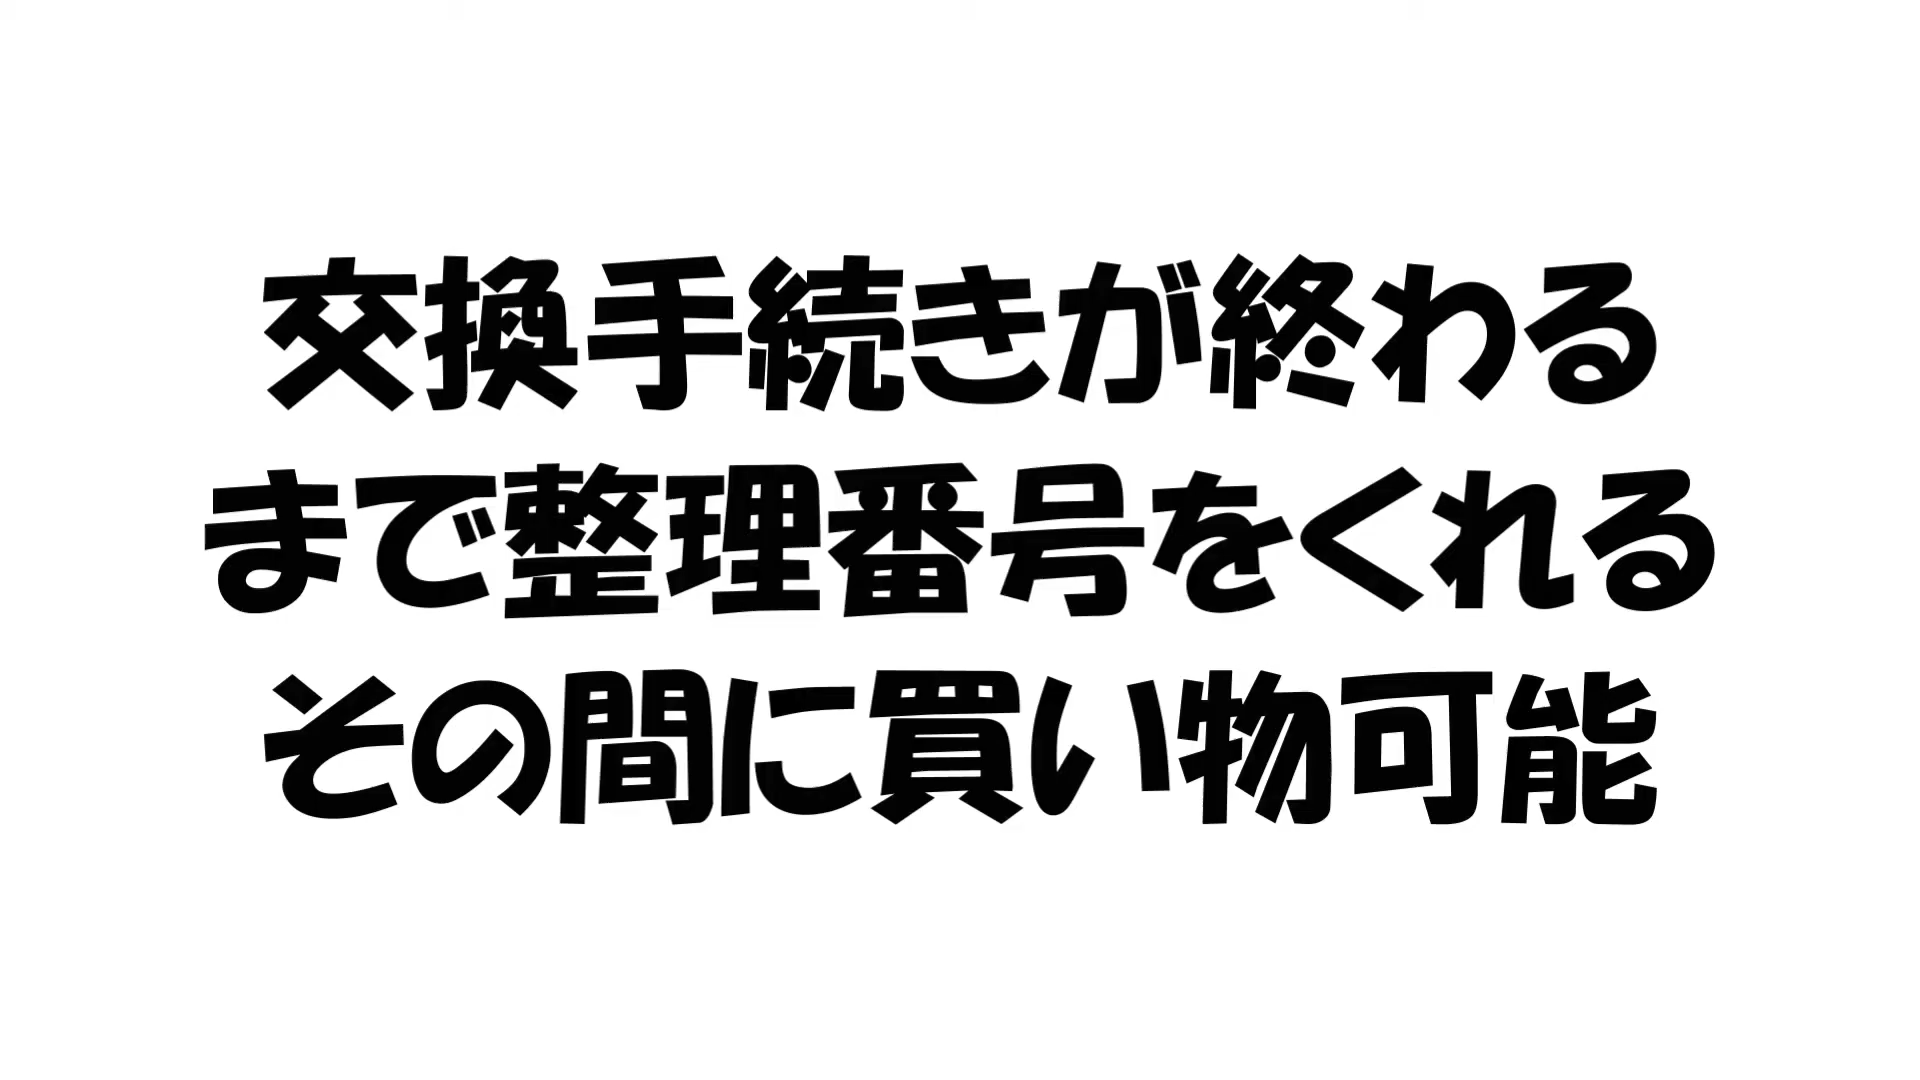 交換手続きが終わる
まで整理番号をくれる
その間に買い物可能